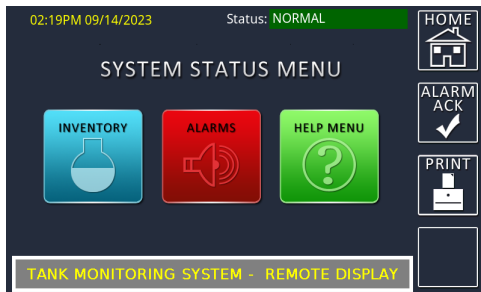 02:19PM 09/14/2023
Status: NORMAL
HOME
SYSTEM STATUS MENU
ALARM
ACK
INVENTORY
ALARMS
HELP MENU
PRINT
TANK MONITORING SYSTEM - REMOTE DISPLAY